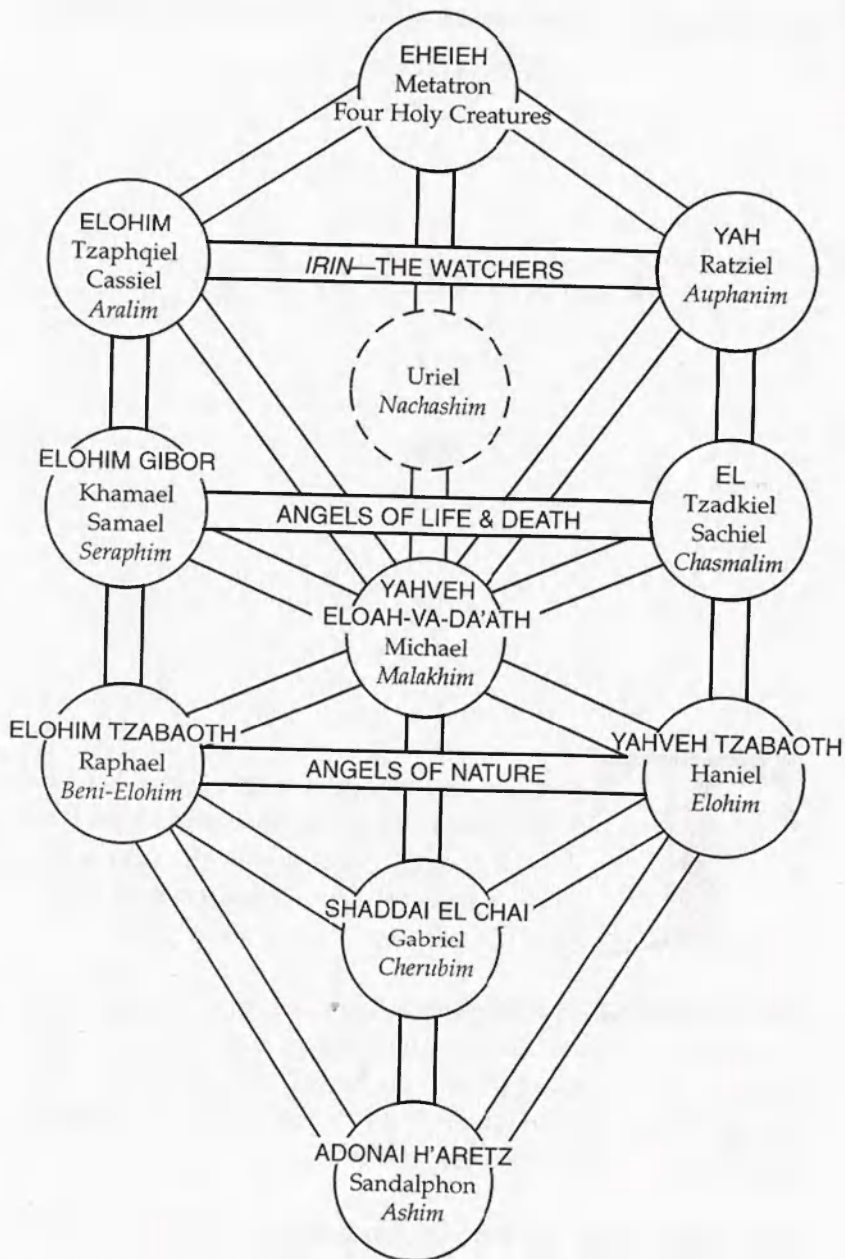 EHEIEH
Metatron
Four Holy Creatures
ELOHIM
Tzaphqiel
Cassiel
Aralim
YAH
Ratziel
Auphanim
IRIN—THE WATCHERS
Uriel
Nachashim
ELOHIM GIBOR
Khamael
Samael
Seraphim
EL
Tzadkiel
Sachiel
Chasmalim
ANGELS OF LIFE & DEATH
YAHVEH
ELOAH-VA-DA'ATH
Michael
Malakhim
ELOHIM TZABAOTH
Raphael
Beni-Elohim
YAHVEH TZABAOTH
Haniel
Elohim
ANGELS OF NATURE
SHADDAI EL CHAI
Gabriel
Cherubim
ADONAI H'ARETZ
Sandalphon
Ashim